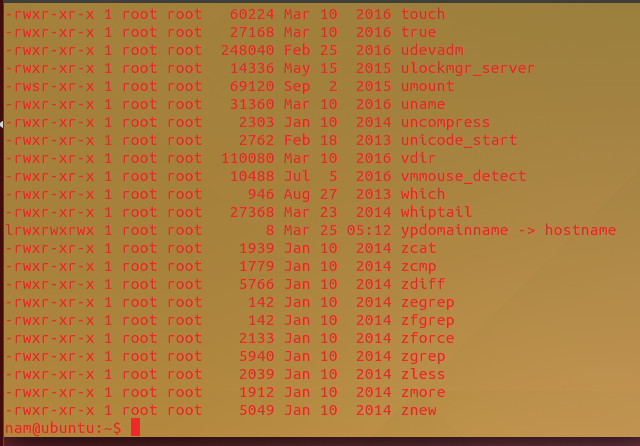 -rwxr-xr-x 1 root root   60224 Mar 10  2016 touch
-rwxr-xr-x 1 root root   27168 Mar 10  2016 true
-rwxr-xr-x 1 root root  248040 Feb 25  2016 udevadm
-rwxr-xr-x 1 root root   14336 May 15  2015 ulockmgr_server
-rwsr-xr-x 1 root root   69120 Sep  2  2015 umount
-rwxr-xr-x 1 root root   31360 Mar 10  2016 uname
-rwxr-xr-x 1 root root    2303 Jan 10  2014 uncompress
-rwxr-xr-x 1 root root    2762 Feb 18  2013 unicode_start
-rwxr-xr-x 1 root root  110080 Mar 10  2016 vdir
-rwxr-xr-x 1 root root   10488 Jul  5  2016 vmmouse_detect
-rwxr-xr-x 1 root root     946 Aug 27  2013 which
-rwxr-xr-x 1 root root   27368 Mar 23  2014 whiptail
lrwxrwxrwx 1 root root       8 Mar 25 05:12 ypdomainname -> hostname
-rwxr-xr-x 1 root root    1939 Jan 10  2014 zcat
-rwxr-xr-x 1 root root    1779 Jan 10  2014 zcmp
-rwxr-xr-x 1 root root    5766 Jan 10  2014 zdiff
-rwxr-xr-x 1 root root     142 Jan 10  2014 zegrep
-rwxr-xr-x 1 root root     142 Jan 10  2014 zfgrep
-rwxr-xr-x 1 root root    2133 Jan 10  2014 zforce
-rwxr-xr-x 1 root root    5940 Jan 10  2014 zgrep
-rwxr-xr-x 1 root root    2039 Jan 10  2014 zless
-rwxr-xr-x 1 root root    1912 Jan 10  2014 zmore
-rwxr-xr-x 1 root root    5049 Jan 10  2014 znew
nam@ubuntu:~$